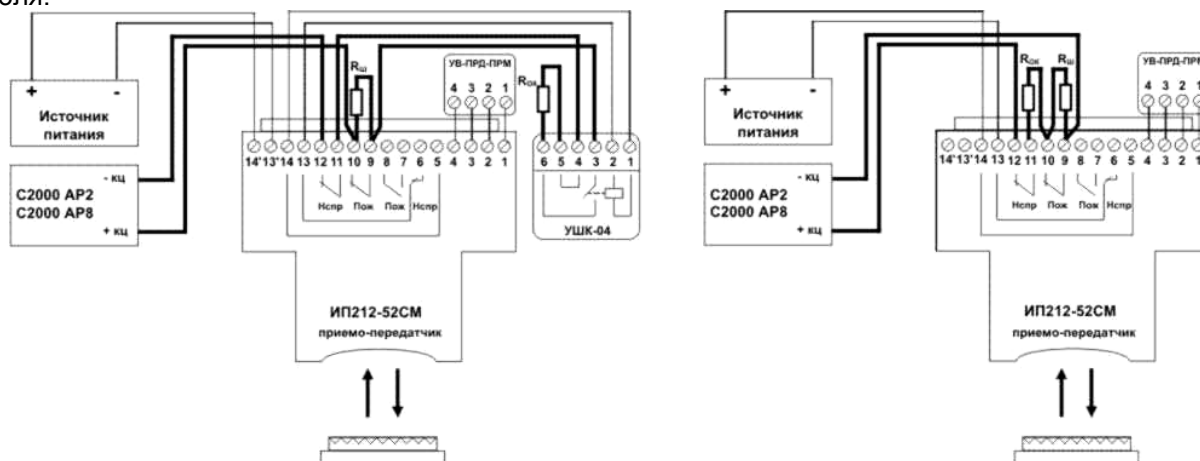 + -
Источник
питания
С2000 АР2
С2000 АР8
- кц
+ кц
Rш
УВ-ПРД-ПРМ
4 3 2 1
14' 13' 14 13 12 11 10 9 8 7 6 5 4 3 2 1
Нспр Пож Пож Нспр
ИП212-52СМ
приемо-передатчик
Rок
6 5 4 3 2 1
УШК-04
+ -
Источник
питания
С2000 АР2
С2000 АР8
- кц
+ кц
Rок Rш
УВ-ПРД-ПРМ
4 3 2 1
14' 13' 14 13 12 11 10 9 8 7 6 5 4 3 2 1
Нспр Пож Пож Нспр
ИП212-52СМ
приемо-передатчик